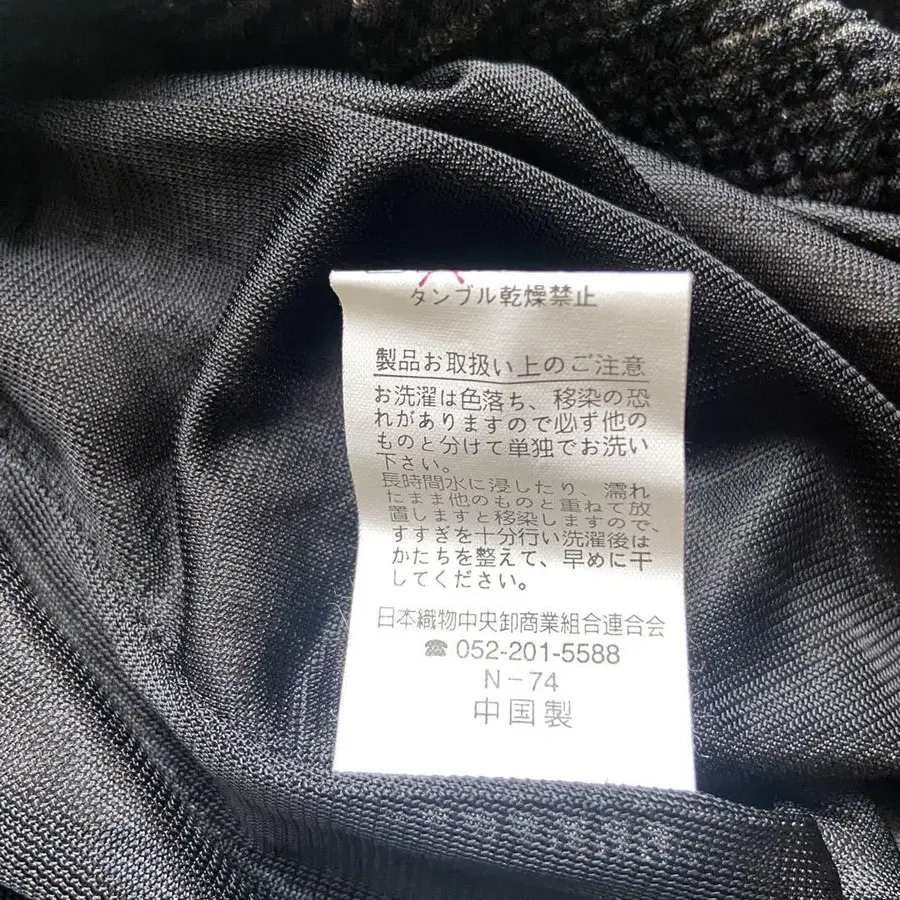 タンブル乾燥禁止
製品お取扱い上のご注意
お洗濯は色落ち、移染の恐
れがありますので必ず他の
ものと分けて単独でお洗い
下さい。
長時間水に浸したり、濡れ
たまま他のものと重ねて放
置しますと移染しますので、
すすぎを十分行い洗濯後は
かたちを整えて、早めに干
してください。
日本織物中央卸商業組合連合会
☎ 052-201-5588
N-74
中国製